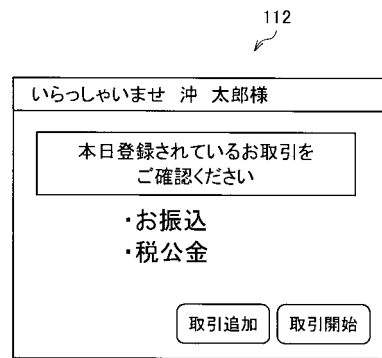 112
いらっしゃいませ 沖 太郎様
本日登録されているお取引を
ご確認ください
・お振込
・税公金
取引追加 取引開始